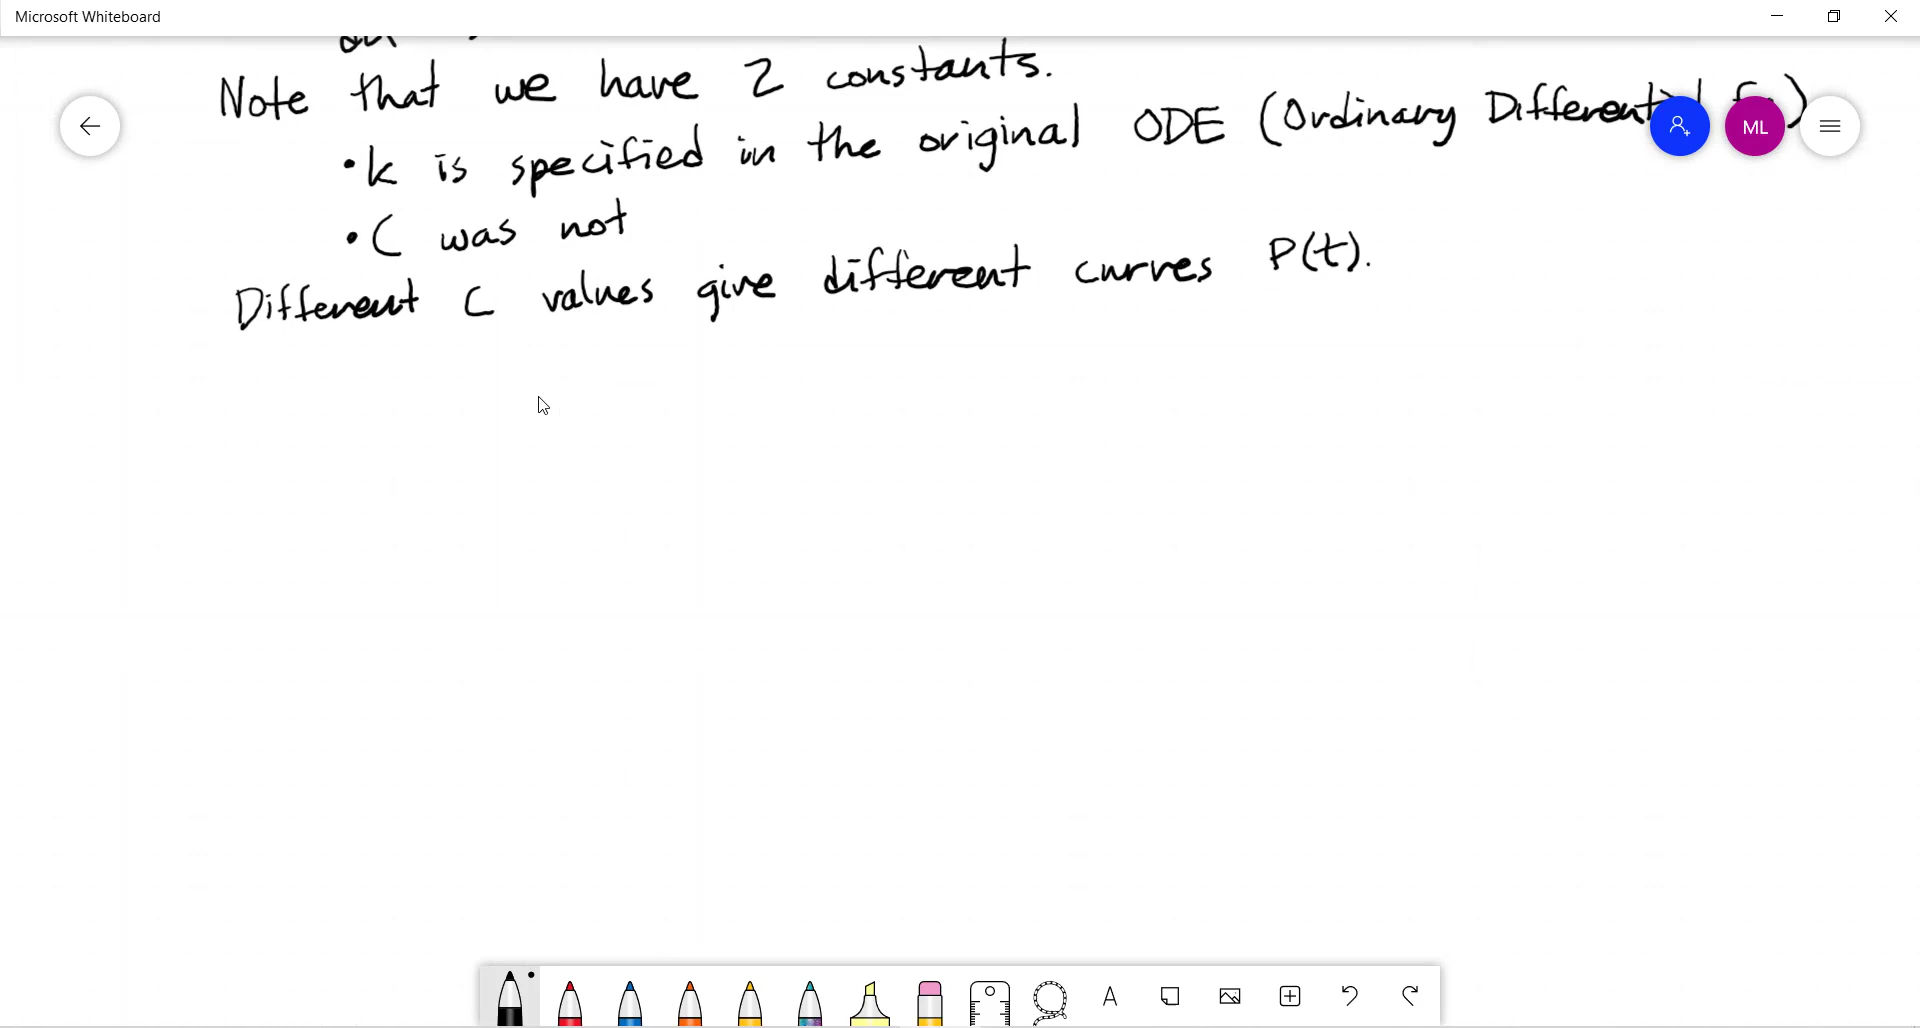 Microsoft Whiteboard
Note that we have 2 constants.
• k is specified in the original ODE (Ordinary Differential )
• C was not
Different C values give different curves P(t).
ML
A